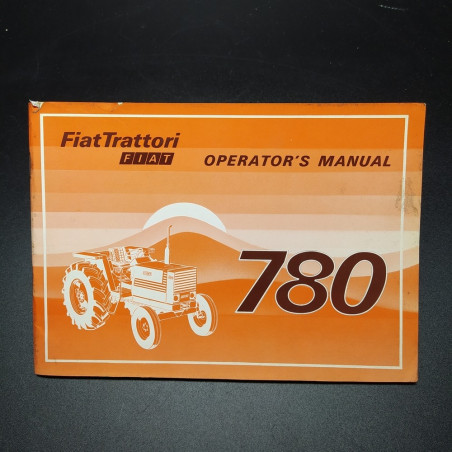 FiatTrattori
FIAT
OPERATOR'S MANUAL
780